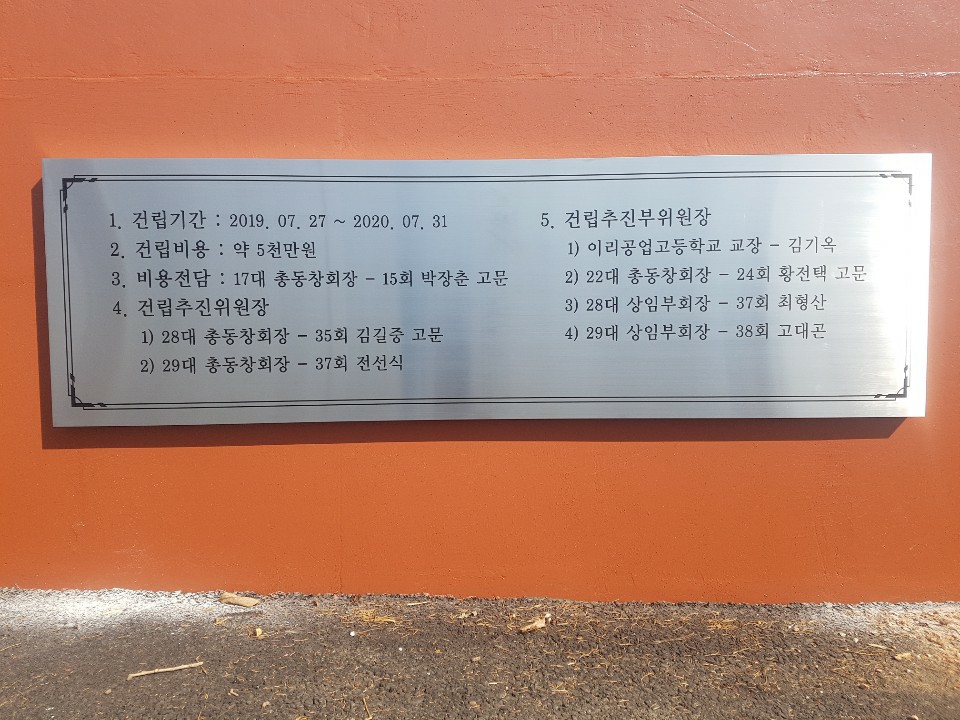 1. 건립기간 : 2019. 07. 27 ~ 2020. 07. 31
2. 건립비용 : 약 5천만원
3. 비용전담 : 17대 총동창회장 - 15회 박장춘 고문
4. 건립추진위원장
1) 28대 총동창회장 - 35회 김길중 고문
2) 29대 총동창회장 - 37회 전선식
5. 건립추진부위원장
1) 이리공업고등학교 교장 - 김기옥
2) 22대 총동창회장 - 24회 황전택 고문
3) 28대 상임부회장 - 37회 최형산
4) 29대 상임부회장 - 38회 고대곤